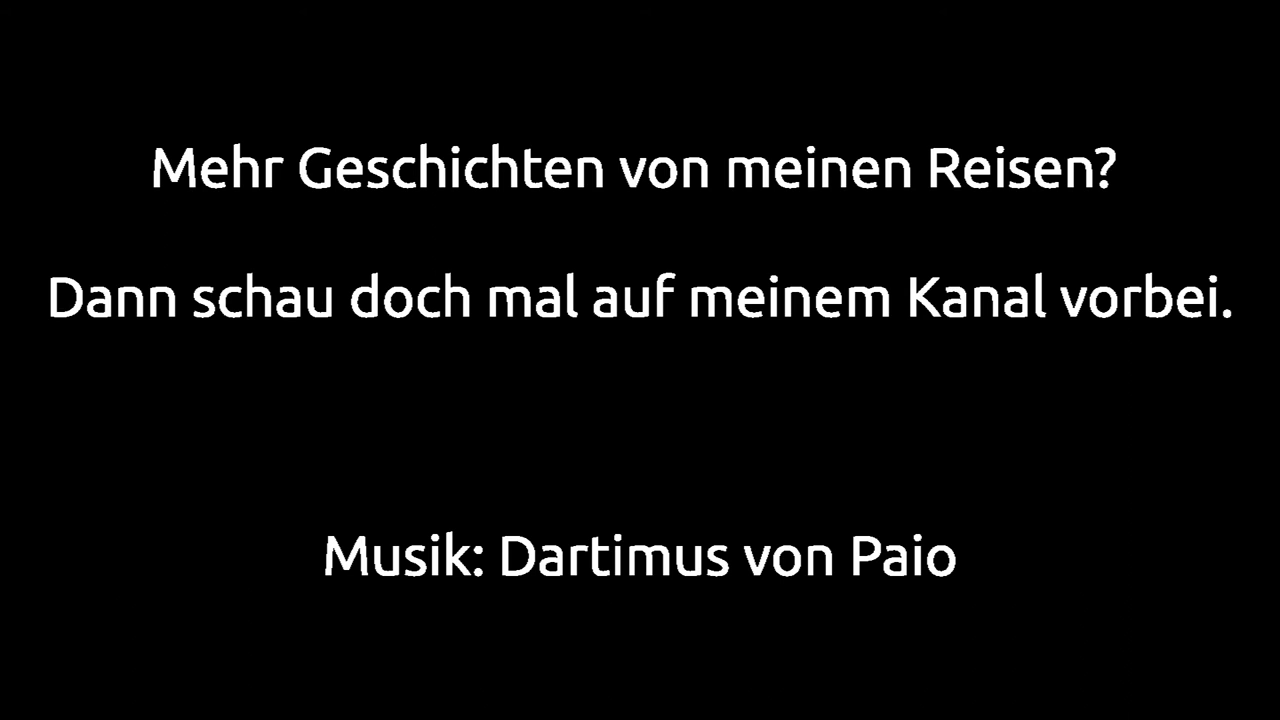 Mehr Geschichten von meinen Reisen?
Dann schau doch mal auf meinem Kanal vorbei.
Musik: Dartimus von Paio